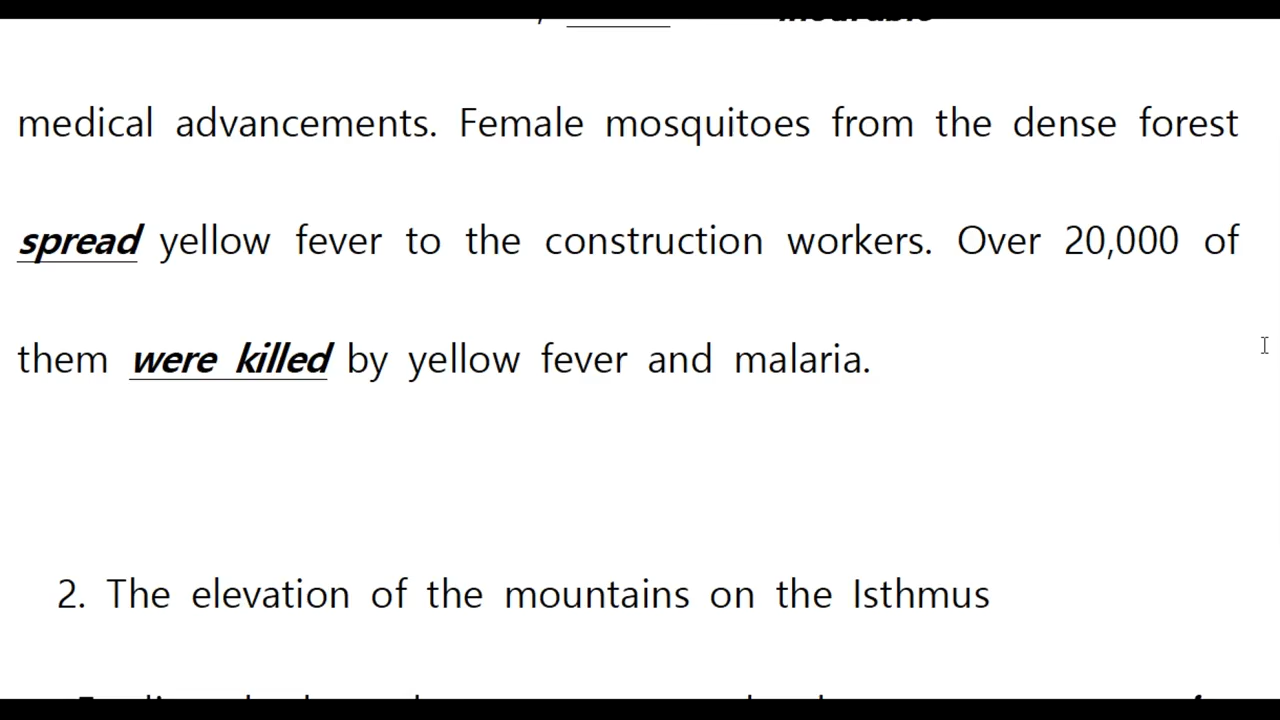 medical advancements. Female mosquitoes from the dense forest
spread yellow fever to the construction workers. Over 20,000 of
them were killed by yellow fever and malaria.
2. The elevation of the mountains on the Isthmus